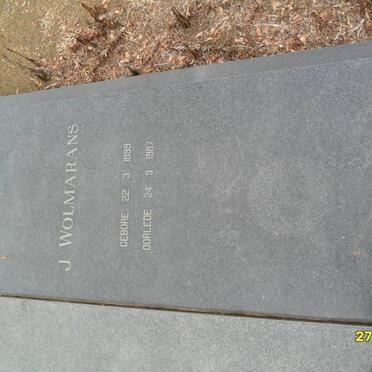 J WOLMARANS
GEBORE 22 3 1899
OORLEDE 24 9 1987
27